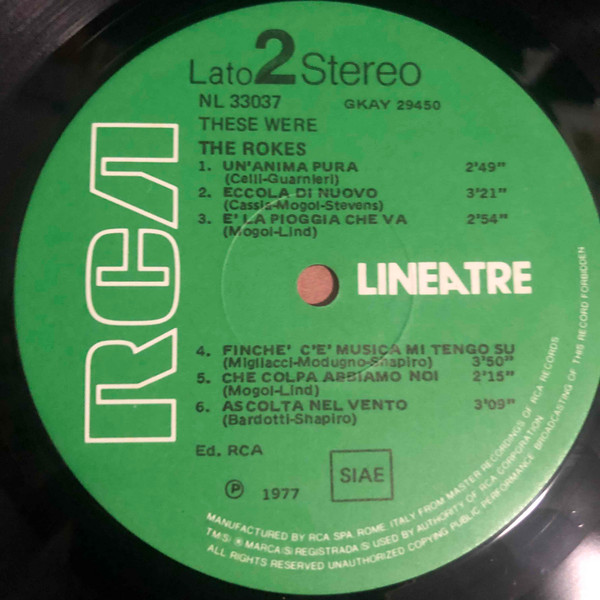 Lato 2 Stereo
NL 33037 GKAY 29450
THESE WERE
THE ROKES
1. UN'ANIMA PURA 2'49"
(Celli-Guarnieri)
2. ECCOLA DI NUOVO 3'21"
(Cassia-Mogol-Stevens)
3. E' LA PIOGGIA CHE VA 2'54"
(Mogol-Lind)
RCA
LINEATRE
4. FINCHE' C'E' MUSICA MI TENGO SU
(Migliacci-Modugno-Shapiro) 3'50"
5. CHE COLPA ABBIAMO NOI 2'15"
(Mogol-Lind)
6. ASCOLTA NEL VENTO 3'09"
(Bardotti-Shapiro)
Ed. RCA
SIAE
Ⓟ 1977
MANUFACTURED BY RCA SPA, ROME, ITALY FROM MASTER RECORDINGS OF RCA RECORDS
TM(S) ® MARCA(S) REGISTRADA(S) USED BY AUTHORITY OF RCA CORPORATION
ALL RIGHTS RESERVED UNAUTHORIZED COPYING PUBLIC PERFORMANCE BROADCASTING OF THIS RECORD FORBIDDEN